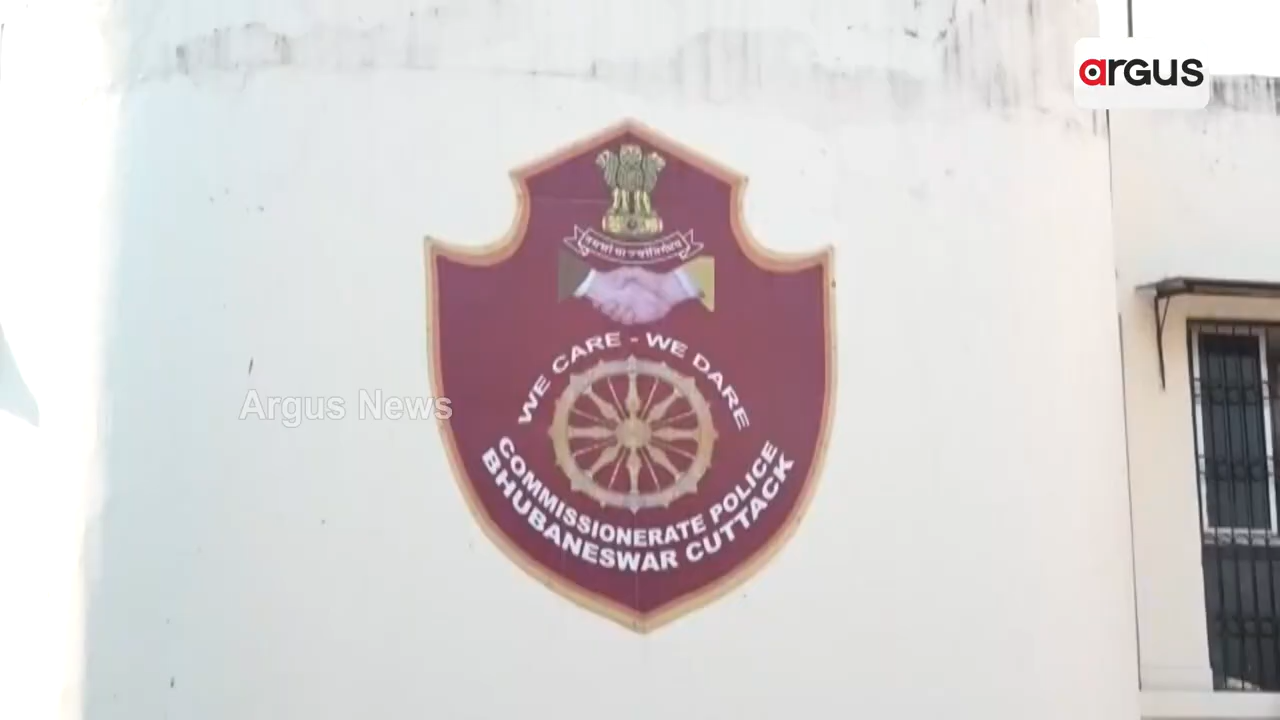 argus
WE CARE - WE DARE
Argus News
COMMISSIONERATE POLICE
BHUBANESWAR CUTTACK